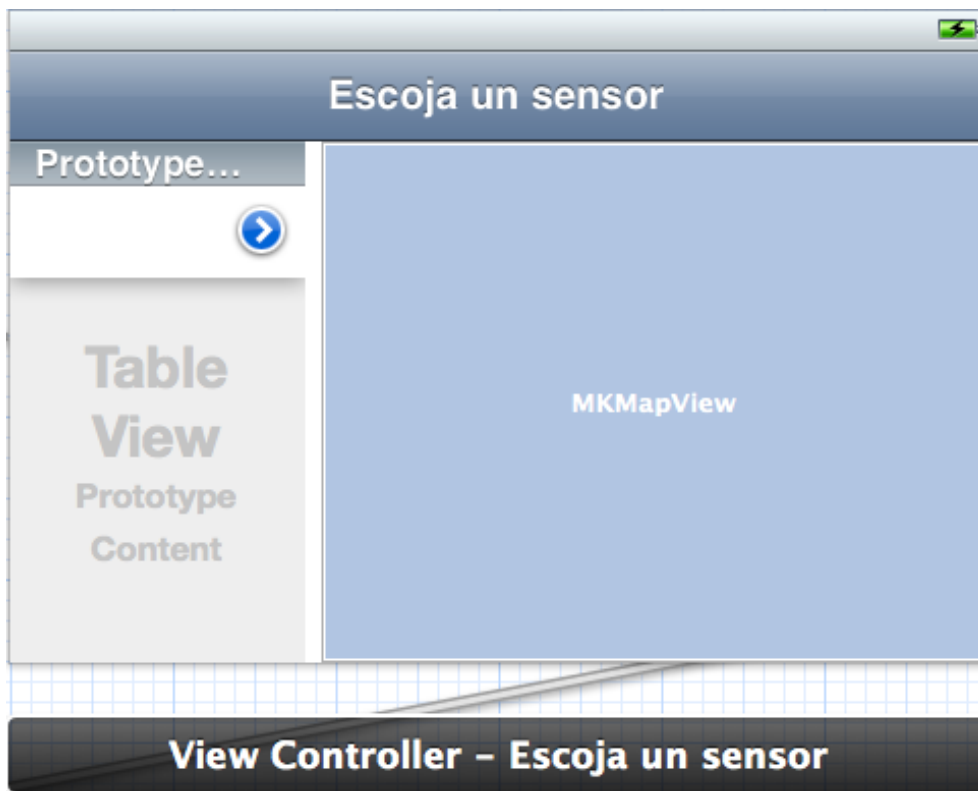 Escoja un sensor
Prototype...
Table
View
Prototype
Content
MKMapView
View Controller – Escoja un sensor